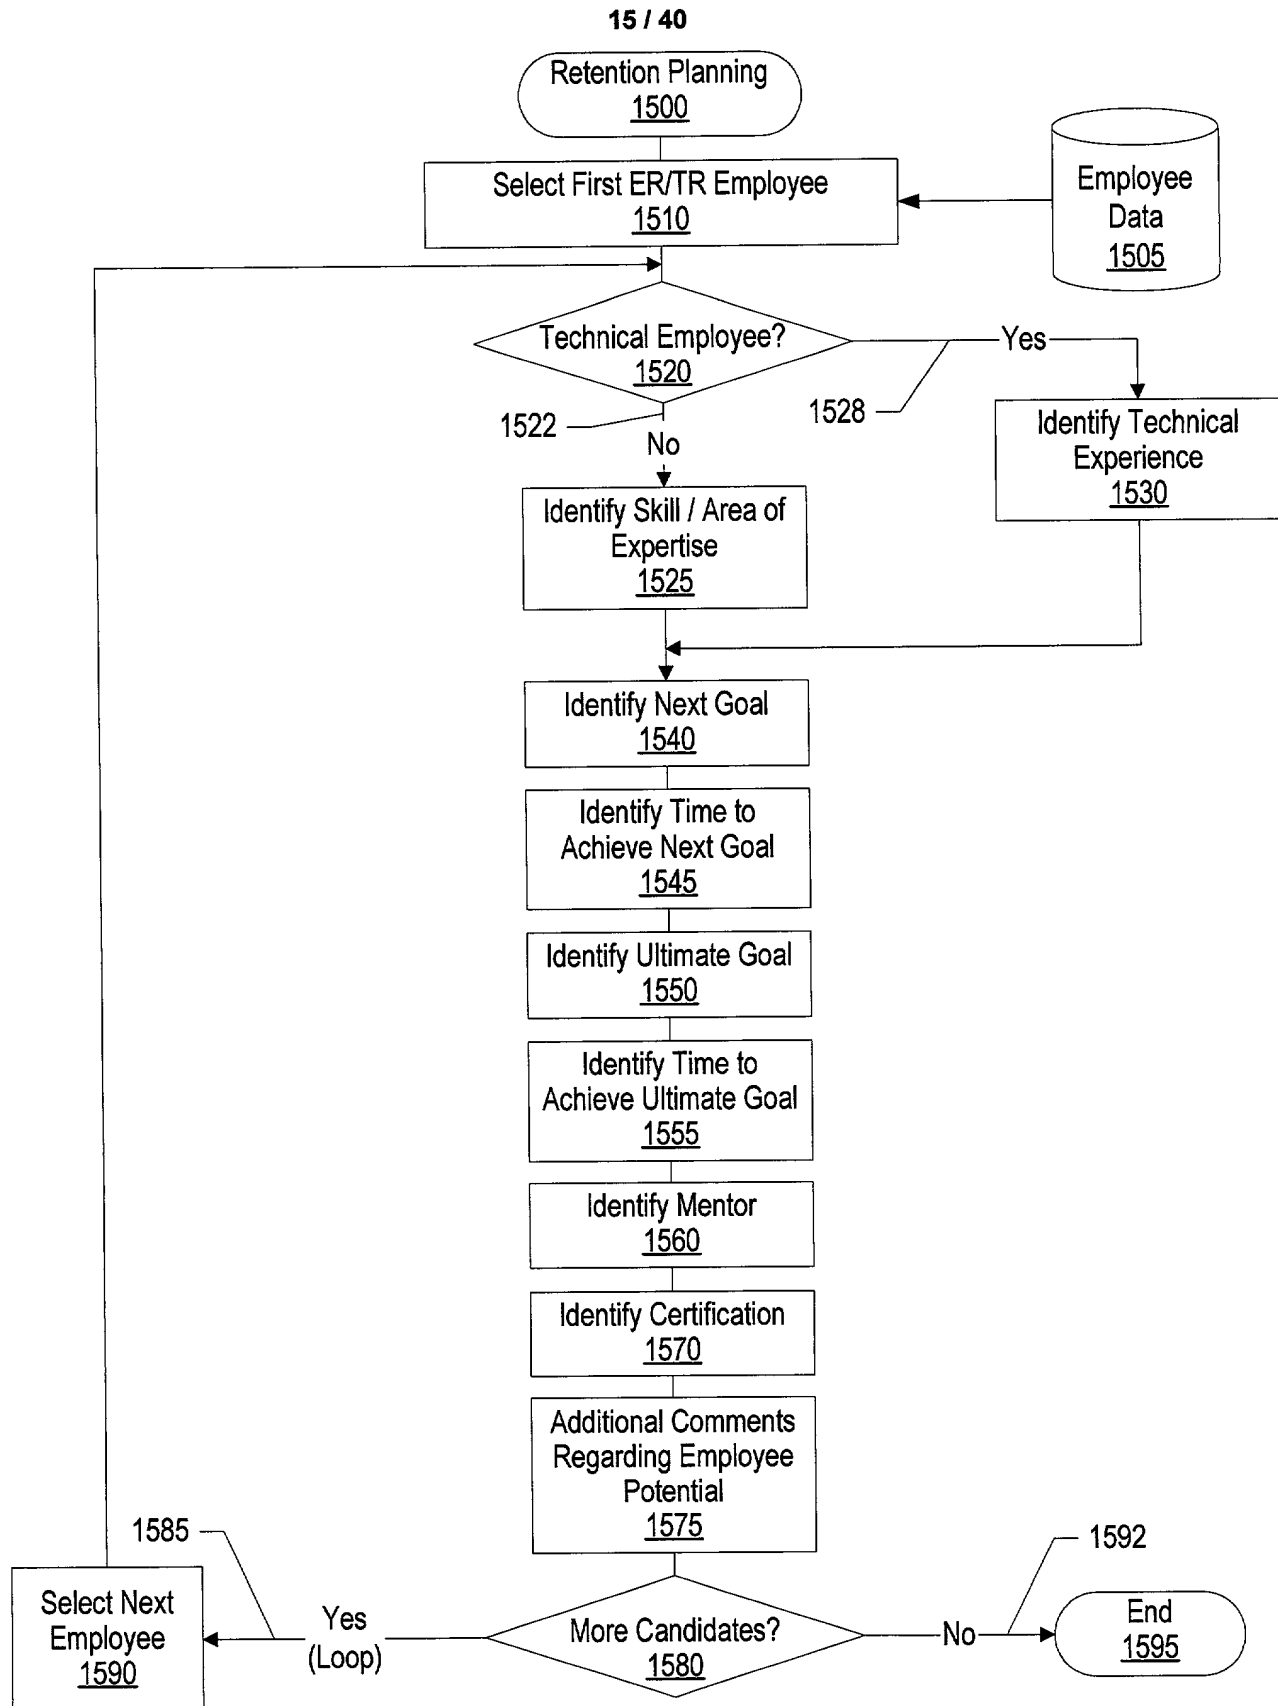 15 / 40
Retention Planning
1500
Select First ER/TR Employee
1510
Employee
Data
1505
Technical Employee?
1520
Yes
1528
1522
No
Identify Technical
Experience
1530
Identify Skill / Area of
Expertise
1525
Identify Next Goal
1540
Identify Time to
Achieve Next Goal
1545
Identify Ultimate Goal
1550
Identify Time to
Achieve Ultimate Goal
1555
Identify Mentor
1560
Identify Certification
1570
Additional Comments
Regarding Employee
Potential
1575
1585
1592
Select Next
Employee
1590
Yes
(Loop)
More Candidates?
1580
No
End
1595